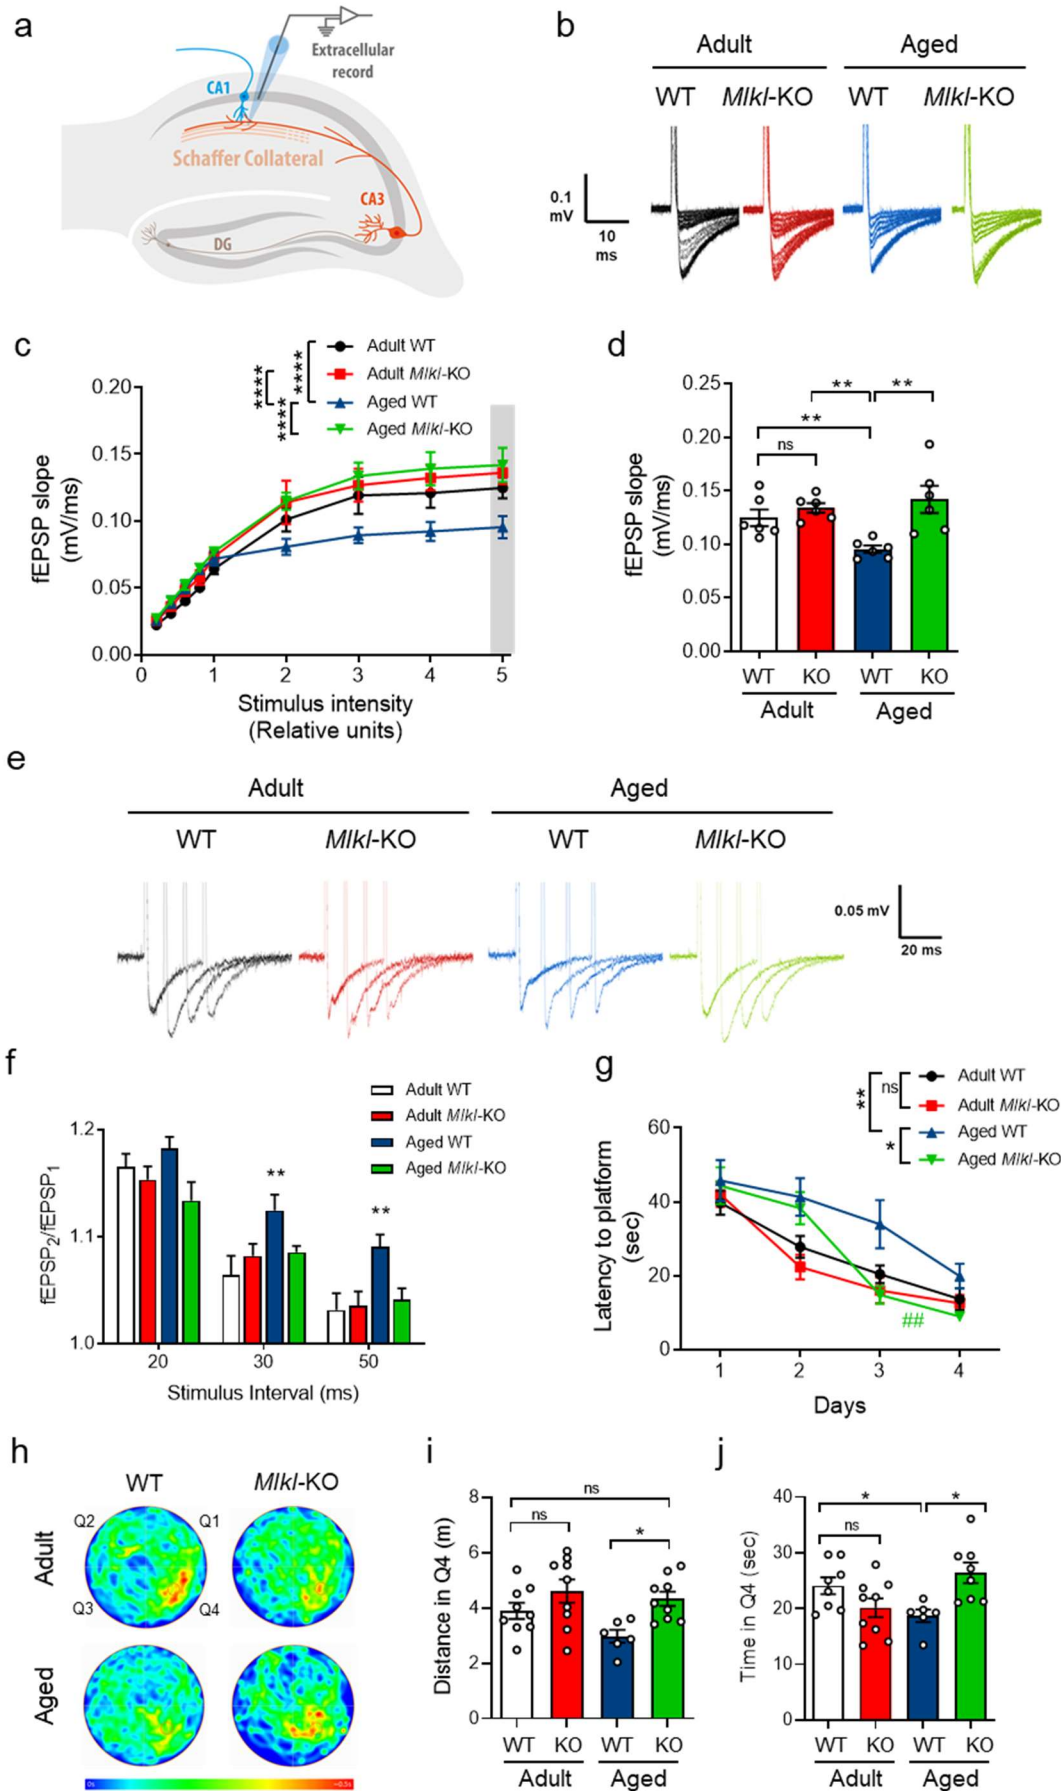 a
Extracellular
record
CA1
Schaffer Collateral
CA3
DG
b
Adult Aged
WT Mlkl-KO WT Mlkl-KO
0.1
mV
10
ms
c
Adult WT
Adult Mlkl-KO
Aged WT
Aged Mlkl-KO
****
****
****
0.20
0.15
0.10
0.05
0.00
fEPSP slope
(mV/ms)
0 1 2 3 4 5
Stimulus intensity
(Relative units)
d
0.25
0.20
0.15
0.10
0.05
0.00
fEPSP slope
(mV/ms)
** **
**
ns
WT KO WT KO
Adult Aged
e
Adult Aged
WT Mlkl-KO WT Mlkl-KO
0.05 mV
20 ms
f
Adult WT
Adult Mlkl-KO
Aged WT
Aged Mlkl-KO
1.2
1.1
1.0
fEPSP2/fEPSP1
** **
20 30 50
Stimulus Interval (ms)
g
Adult WT
Adult Mlkl-KO
Aged WT
Aged Mlkl-KO
ns
**
*
60
40
20
0
Latency to platform
(sec)
##
1 2 3 4
Days
h
WT Mlkl-KO
Adult
Q2 Q1
Q3 Q4
Aged
0s
i
8
6
4
2
0
Distance in Q4 (m)
ns
ns
*
WT KO WT KO
Adult Aged
j
40
30
20
10
0
Time in Q4 (sec)
* *
ns
WT KO WT KO
Adult Aged